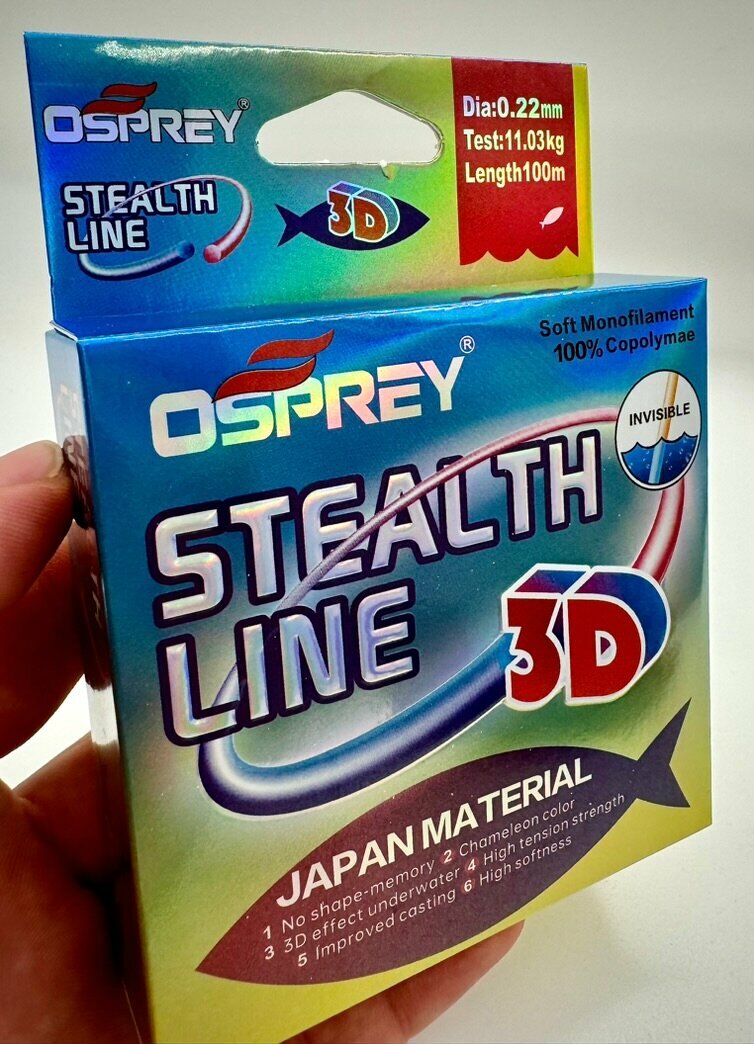 OSPREY®
Dia:0.22mm
Test:11.03kg
Length100m
STEALTH
LINE
3D
Soft Monofilament
100% Copolymae
OSPREY®
INVISIBLE
STEALTH
LINE
3D
JAPAN MATERIAL
1 No shape-memory 2 Chameleon color
3 3D effect underwater 4 High tension strength
5 Improved casting 6 High softness